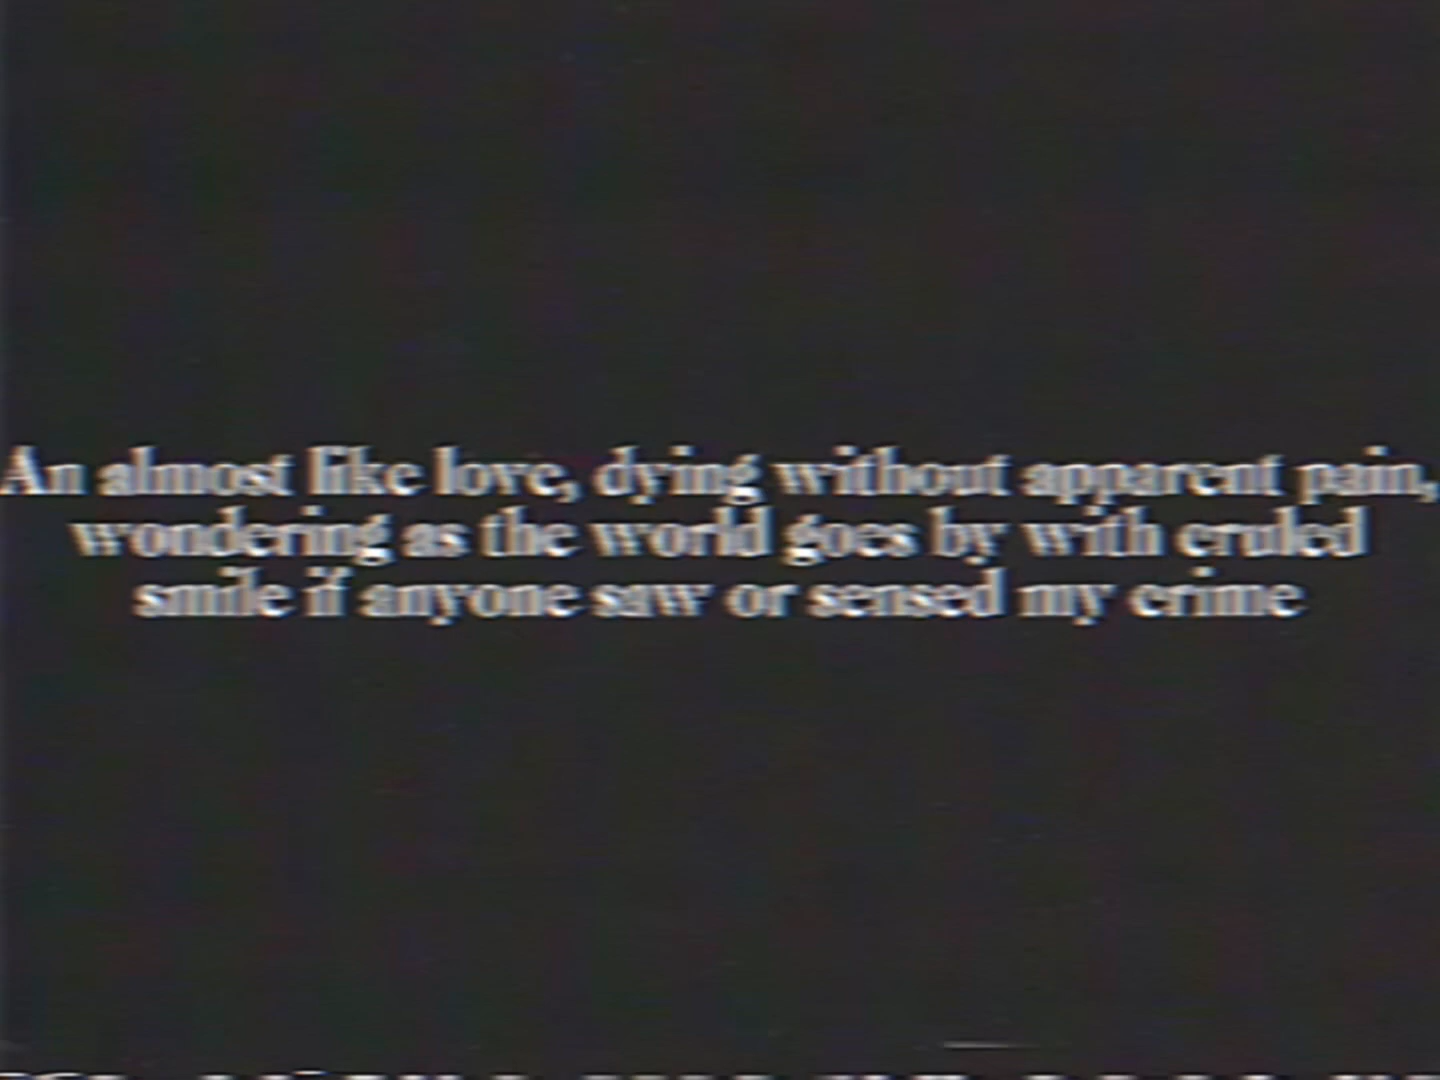 An almost like love, dying without apparent pain,
wondering as the world goes by with cruled
smile if anyone saw or sensed my crime